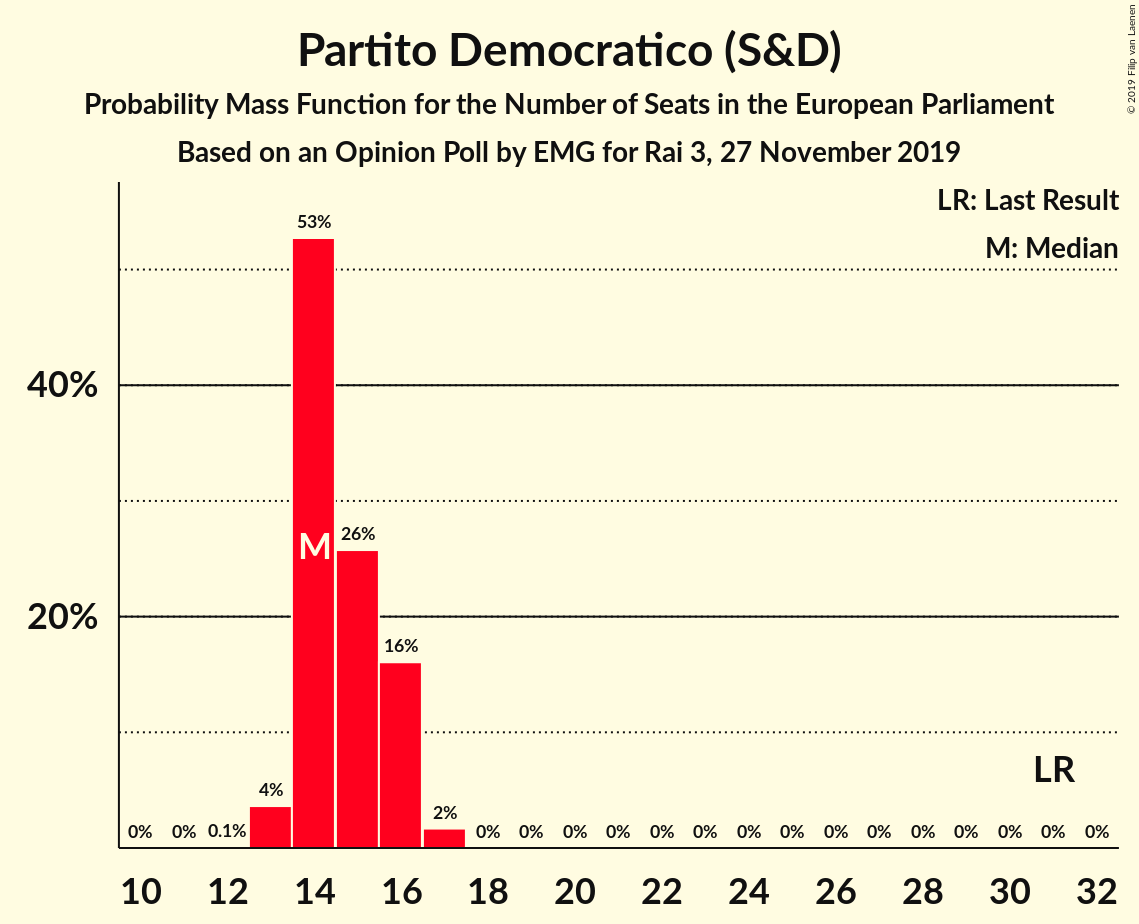 Partito Democratico (S&D)
Probability Mass Function for the Number of Seats in the European Parliament
Based on an Opinion Poll by EMG for Rai 3, 27 November 2019
© 2019 Filip van Laenen
LR: Last Result
M: Median
53%
40%
M
26%
20%
16%
LR
4%
2%
0% 0% 0.1% 0% 0% 0% 0% 0% 0% 0% 0% 0% 0% 0% 0% 0% 0% 0%
10 12 14 16 18 20 22 24 26 28 30 32